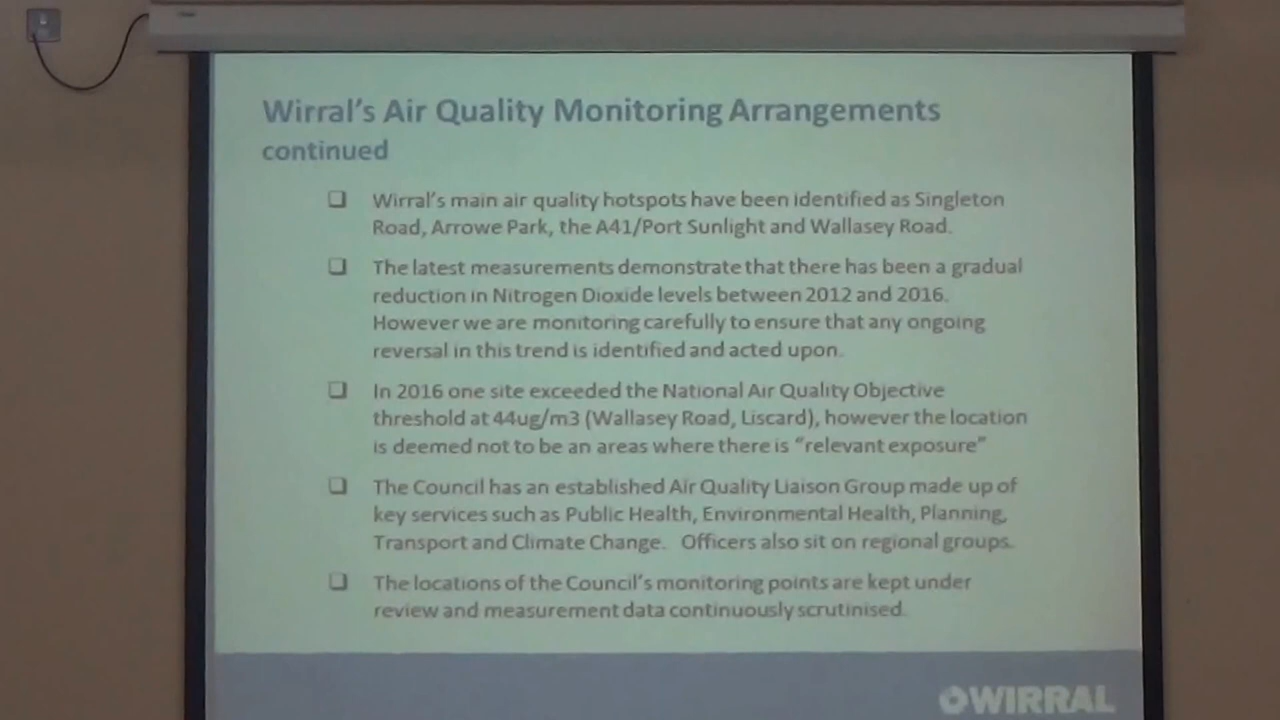 Wirral's Air Quality Monitoring Arrangements
continued
Wirral's main air quality hotspots have been identified as Singleton
Road, Arrowe Park, the A41/Port Sunlight and Wallasey Road.
The latest measurements demonstrate that there has been a gradual
reduction in Nitrogen Dioxide levels between 2012 and 2016.
However we are monitoring carefully to ensure that any ongoing
reversal in this trend is identified and acted upon.
In 2016 one site exceeded the National Air Quality Objective
threshold at 44ug/m3 (Wallasey Road, Liscard), however the location
is deemed not to be an areas where there is "relevant exposure"
The Council has an established Air Quality Liaison Group made up of
key services such as Public Health, Environmental Health, Planning,
Transport and Climate Change. Officers also sit on regional groups.
The locations of the Council's monitoring points are kept under
review and measurement data continuously scrutinised.
WIRRAL